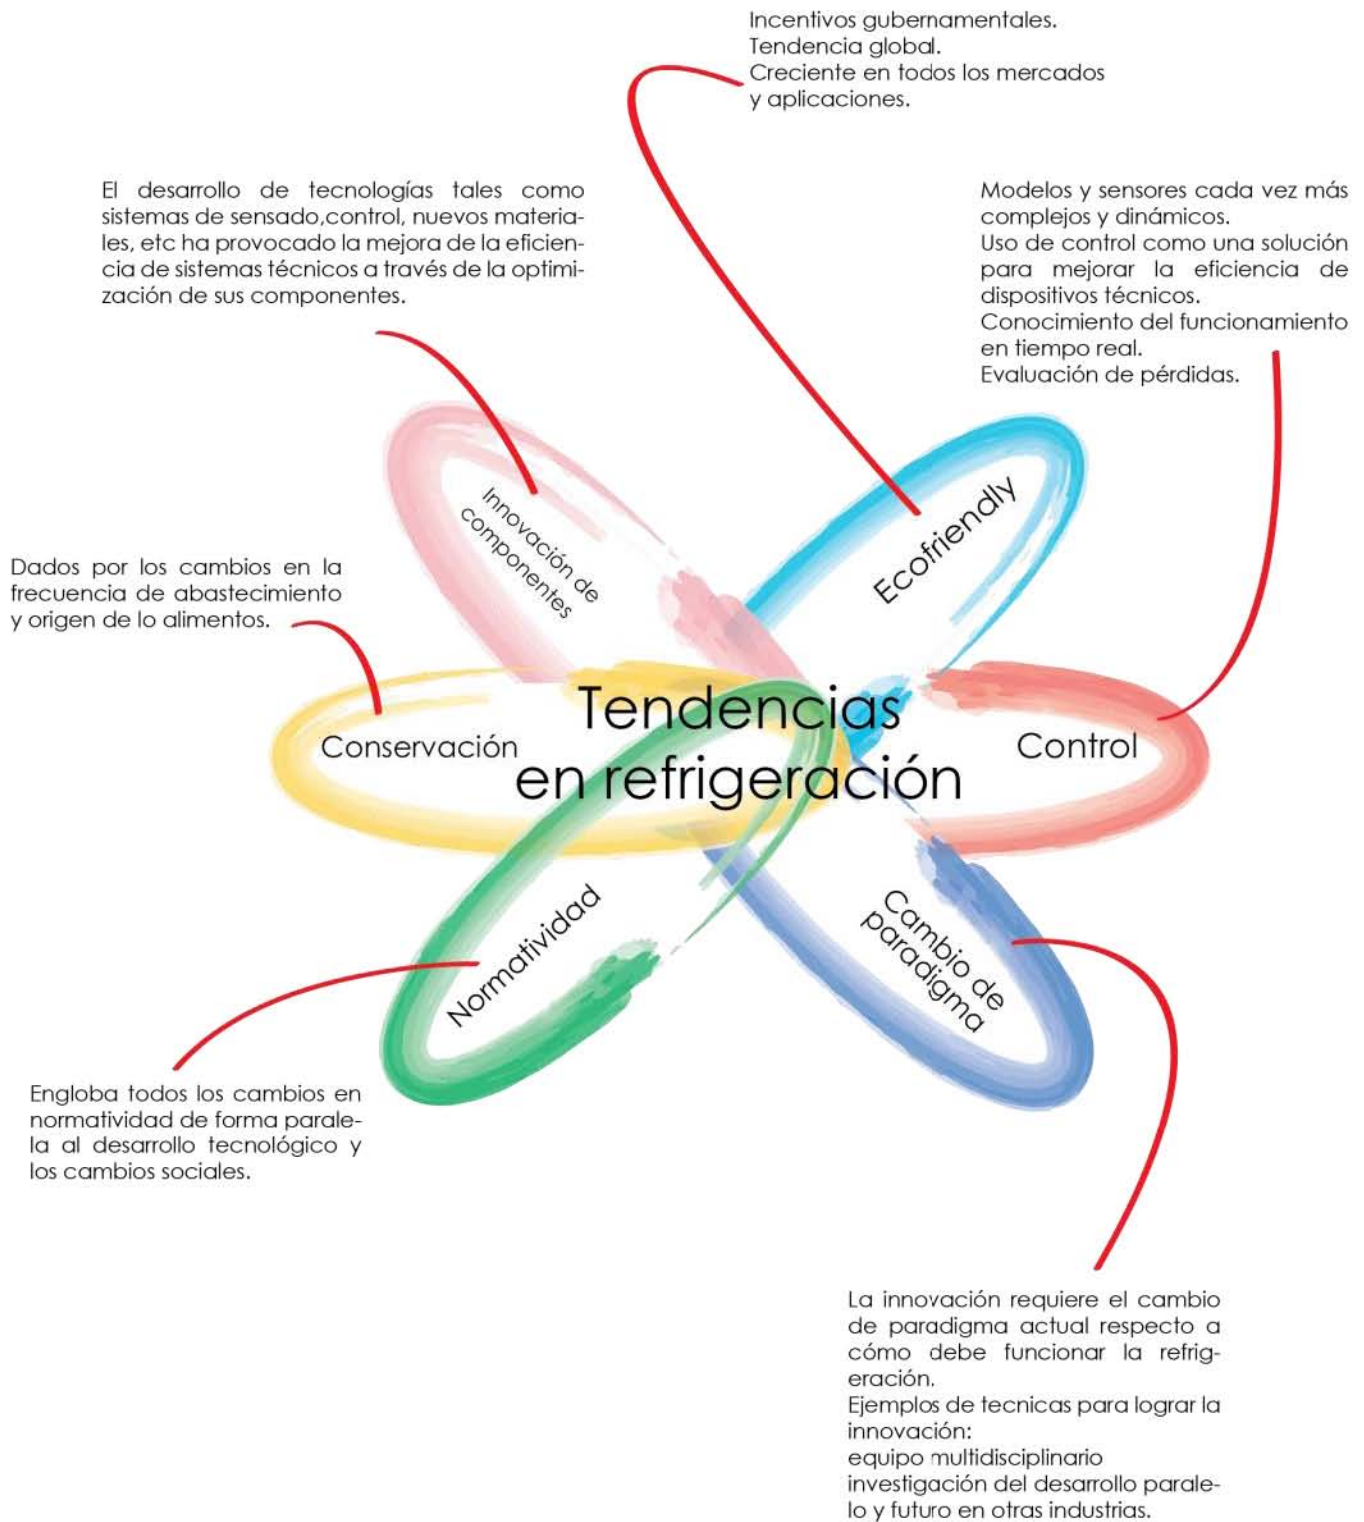 Incentivos gubernamentales.
Tendencia global.
Creciente en todos los mercados
y aplicaciones.
El desarrollo de tecnologías tales como
sistemas de sensado,control, nuevos materia-
les, etc ha provocado la mejora de la eficien-
cia de sistemas técnicos a través de la optimi-
zación de sus componentes.
Modelos y sensores cada vez más
complejos y dinámicos.
Uso de control como una solución
para mejorar la eficiencia de
dispositivos técnicos.
Conocimiento del funcionamiento
en tiempo real.
Evaluación de pérdidas.
Innovación de
componentes
Ecofriendly
Dados por los cambios en la
frecuencia de abastecimiento
y origen de lo alimentos.
Tendencias
en refrigeración
Conservación
Control
Normatividad
Cambio de
paradigma
Engloba todos los cambios en
normatividad de forma parale-
la al desarrollo tecnológico y
los cambios sociales.
La innovación requiere el cambio
de paradigma actual respecto a
cómo debe funcionar la refrig-
eración.
Ejemplos de tecnicas para lograr la
innovación:
equipo multidisciplinario
investigación del desarrollo parale-
lo y futuro en otras industrias.